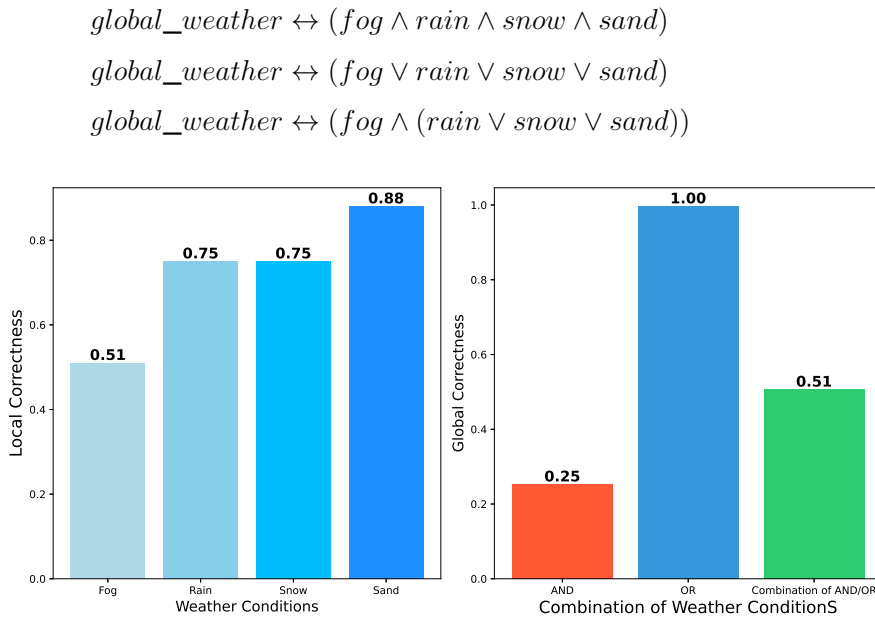 global_weather ↔ (fog ∧ rain ∧ snow ∧ sand)
global_weather ↔ (fog ∨ rain ∨ snow ∨ sand)
global_weather ↔ (fog ∧ (rain ∨ snow ∨ sand))
Local Correctness
0.8
0.6
0.4
0.2
0.0
0.51
0.75
0.75
0.88
Fog Rain Snow Sand
Weather Conditions
Global Correctness
1.0
0.8
0.6
0.4
0.2
0.0
0.25
1.00
0.51
AND OR Combination of AND/OR
Combination of Weather ConditionS